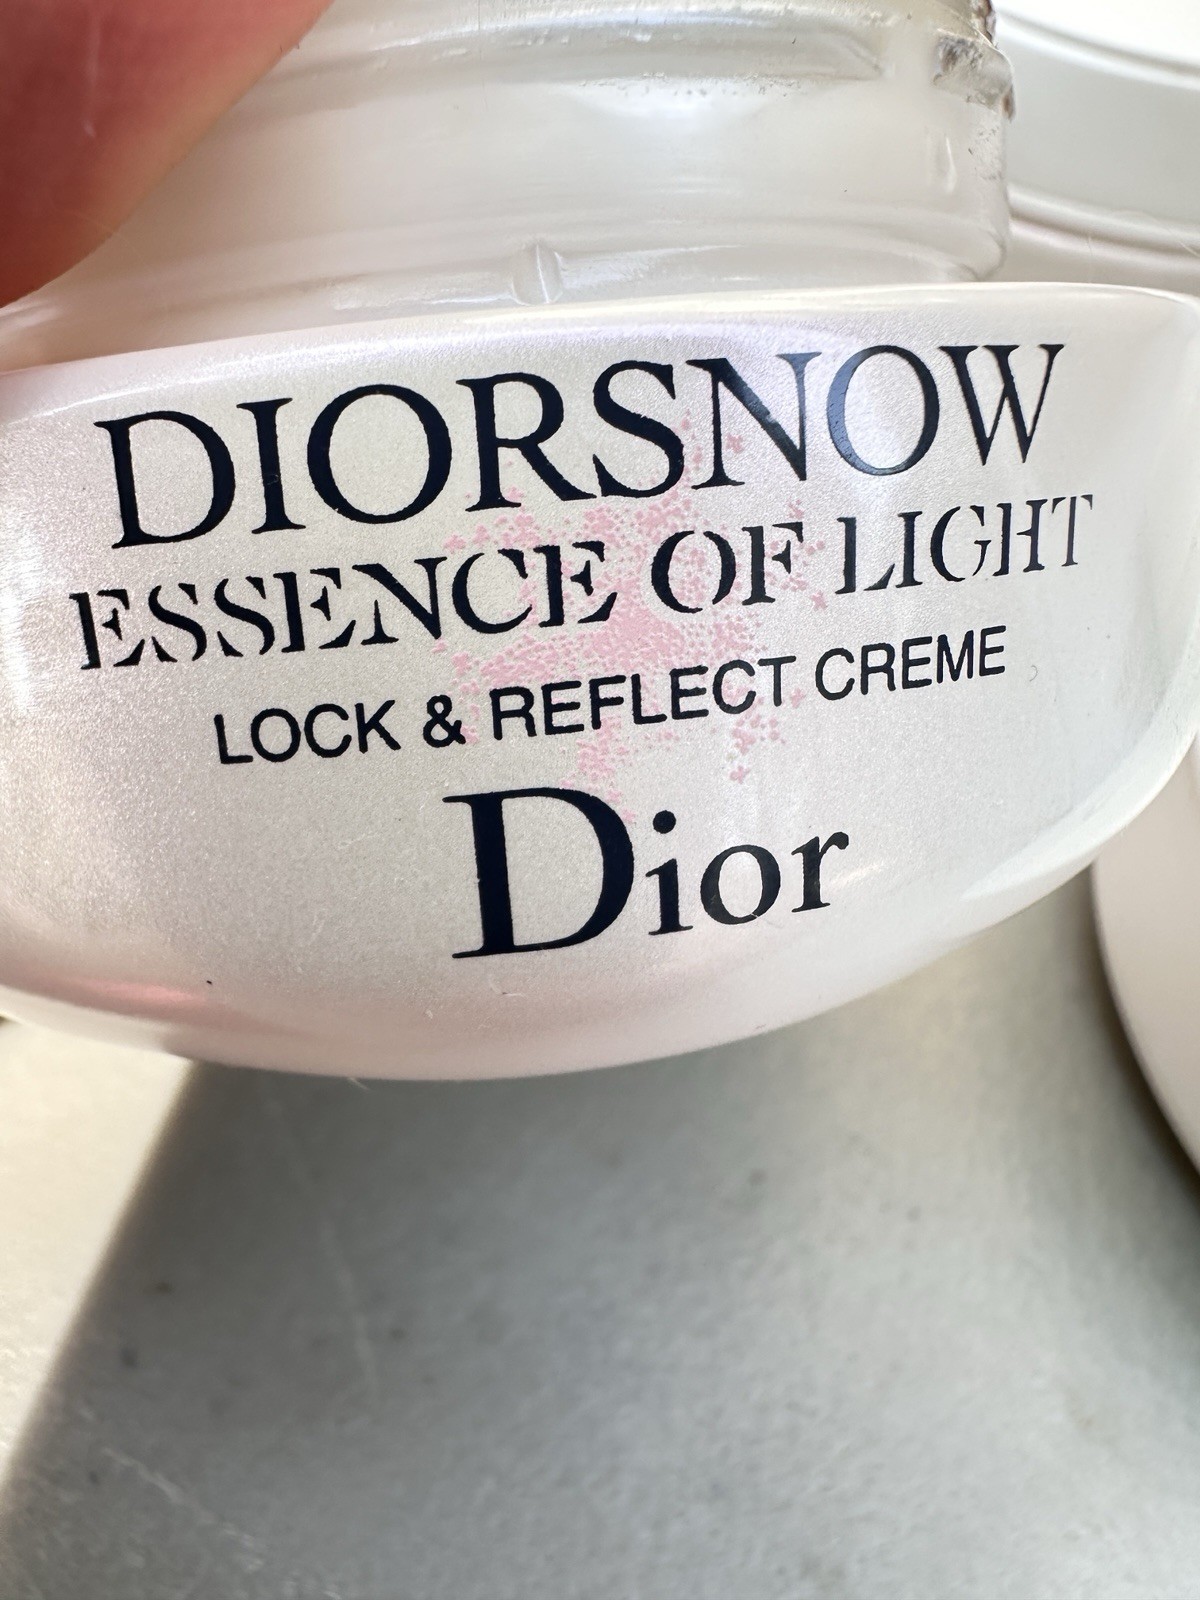 DIORSNOW
ESSENCE OF LIGHT
LOCK & REFLECT CREME
Dior